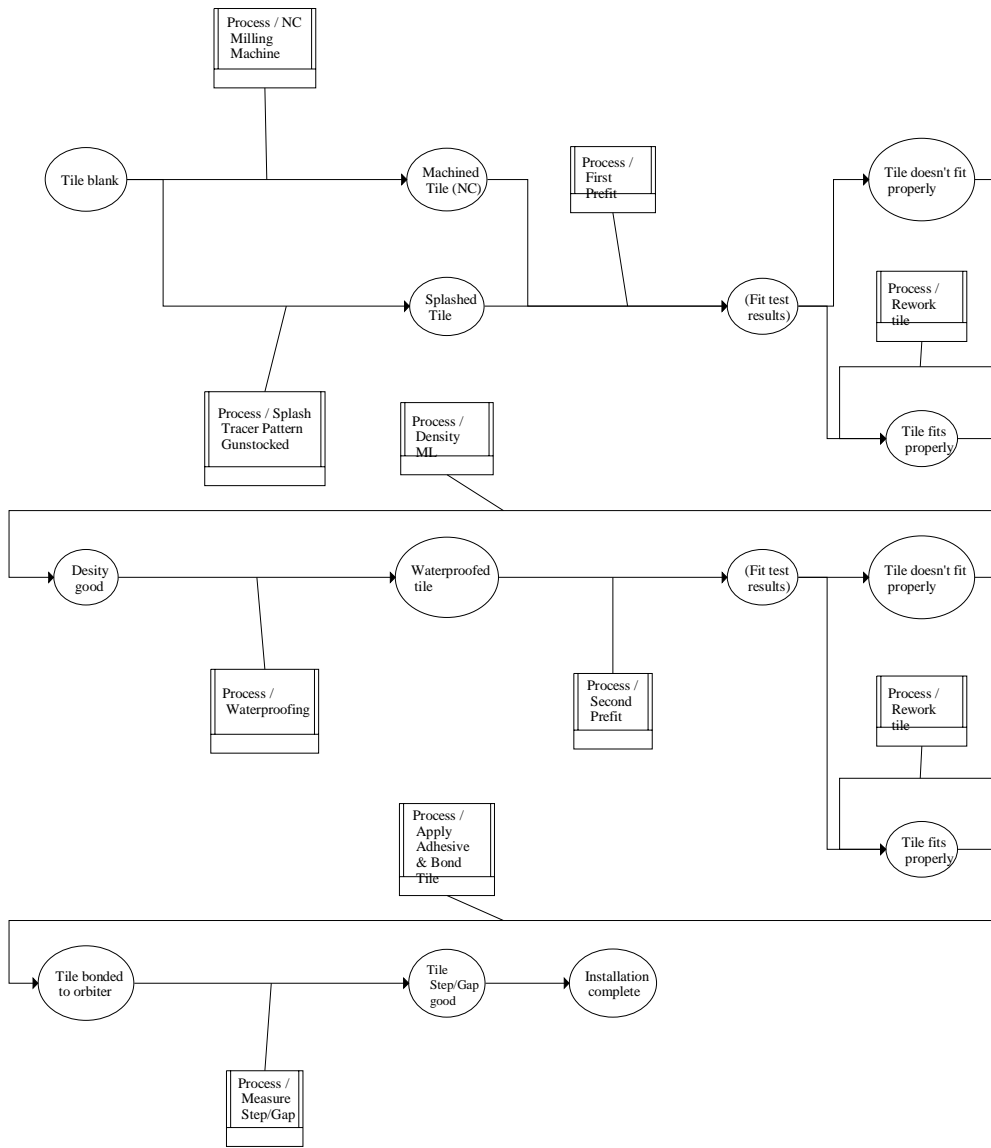 Process / NC
Milling
Machine
Tile blank
Machined
Tile (NC)
Process /
First
Prefit
Tile doesn't fit
properly
Splashed
Tile
(Fit test
results)
Process /
Rework
tile
Process / Splash
Tracer Pattern
Gunstocked
Process /
Density
ML
Tile fits
properly
Desity
good
Waterproofed
tile
(Fit test
results)
Tile doesn't fit
properly
Process /
Waterproofing
Process /
Second
Prefit
Process /
Rework
tile
Process /
Apply
Adhesive
& Bond
Tile
Tile fits
properly
Tile bonded
to orbiter
Tile
Step/Gap
good
Installation
complete
Process /
Measure
Step/Gap